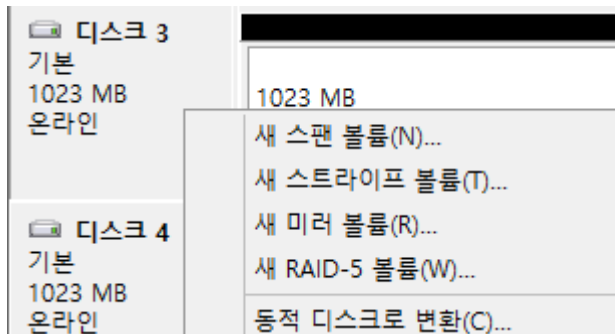 디스크 3
기본
1023 MB
온라인
1023 MB
새 스팬 볼륨(N)...
새 스트라이프 볼륨(T)...
새 미러 볼륨(R)...
새 RAID-5 볼륨(W)...
동적 디스크로 변환(C)...
디스크 4
기본
1023 MB
온라인